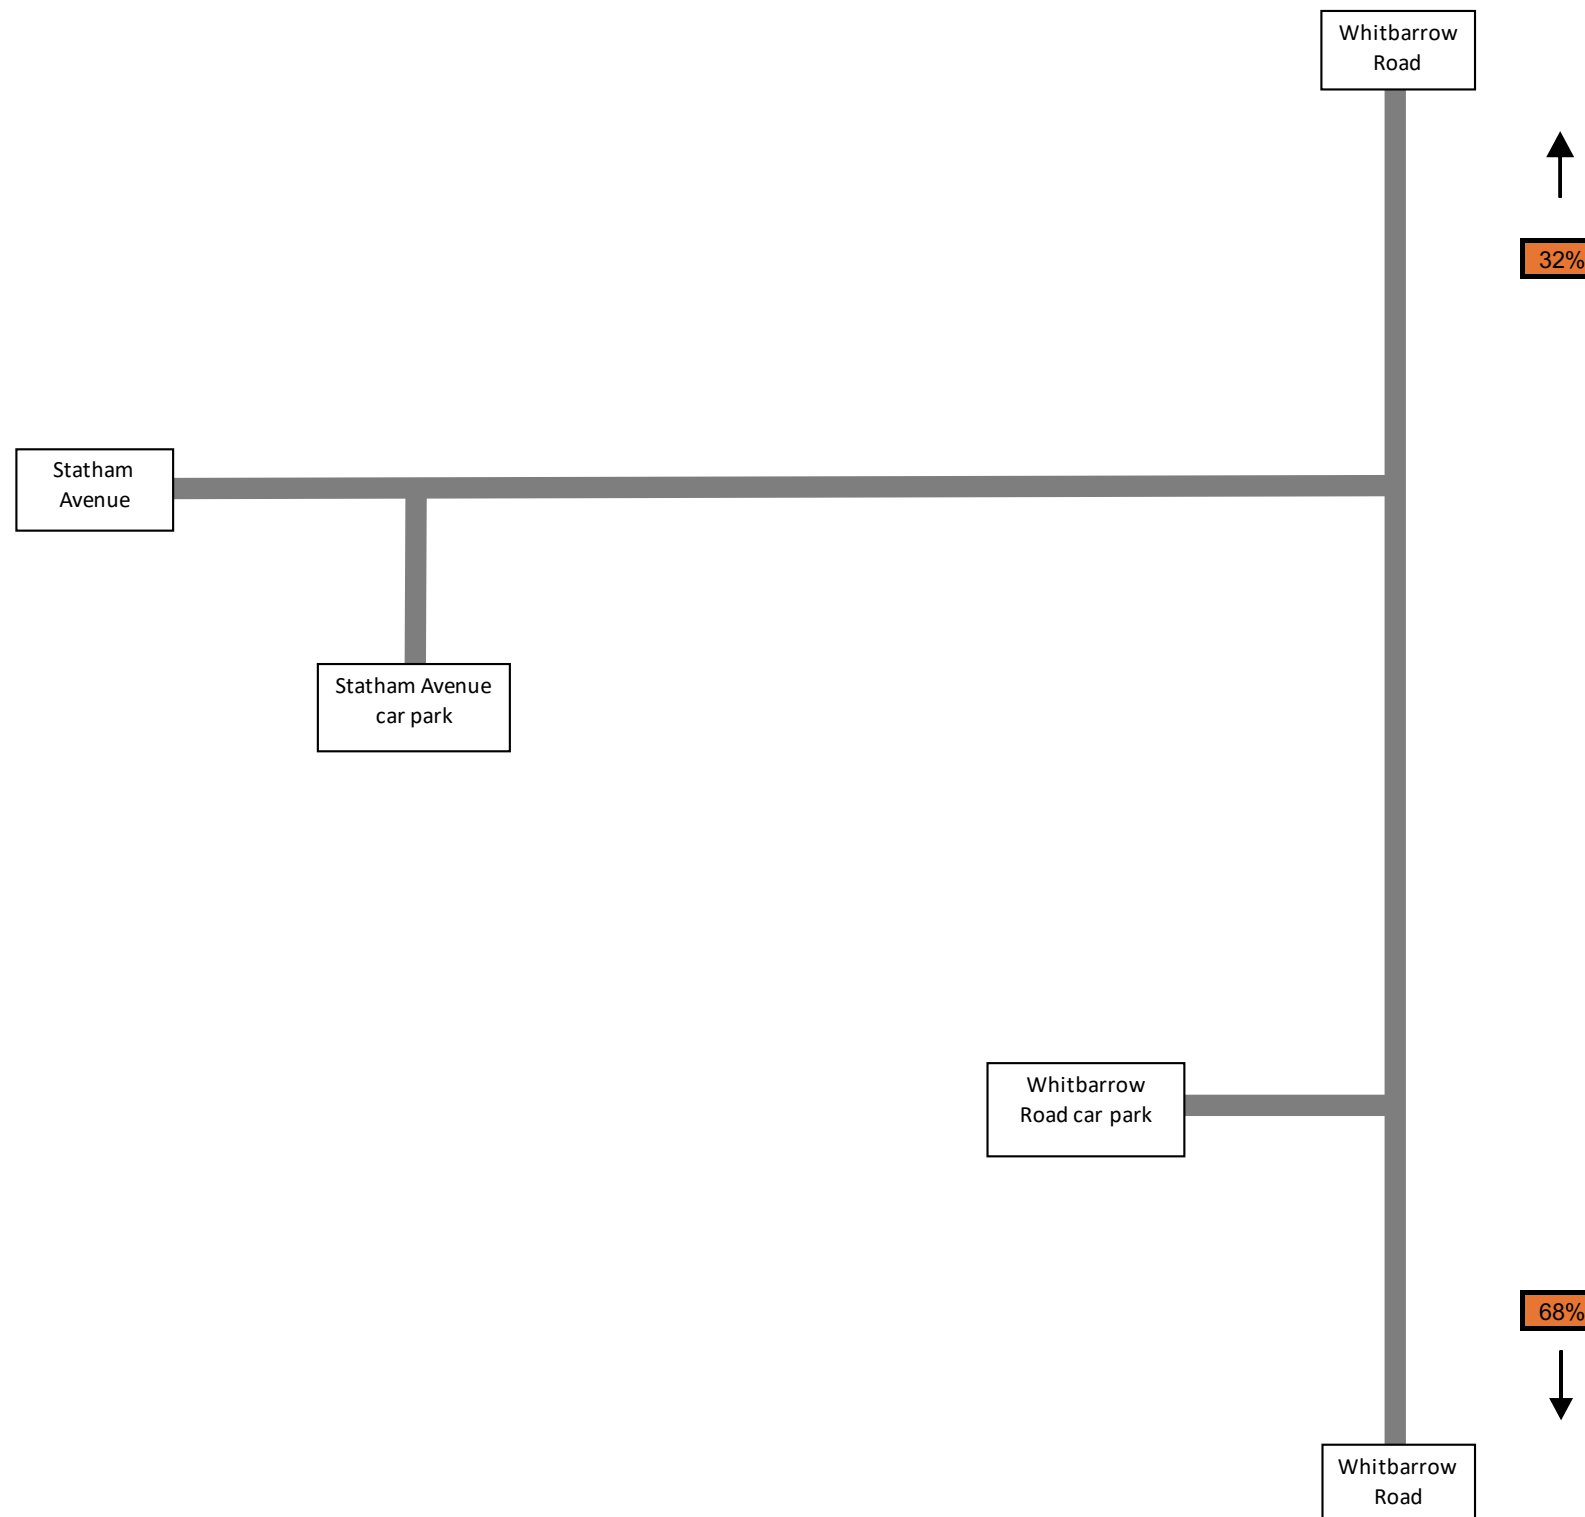 Whitbarrow
Road
32%
Statham
Avenue
Statham Avenue
car park
Whitbarrow
Road car park
68%
Whitbarrow
Road